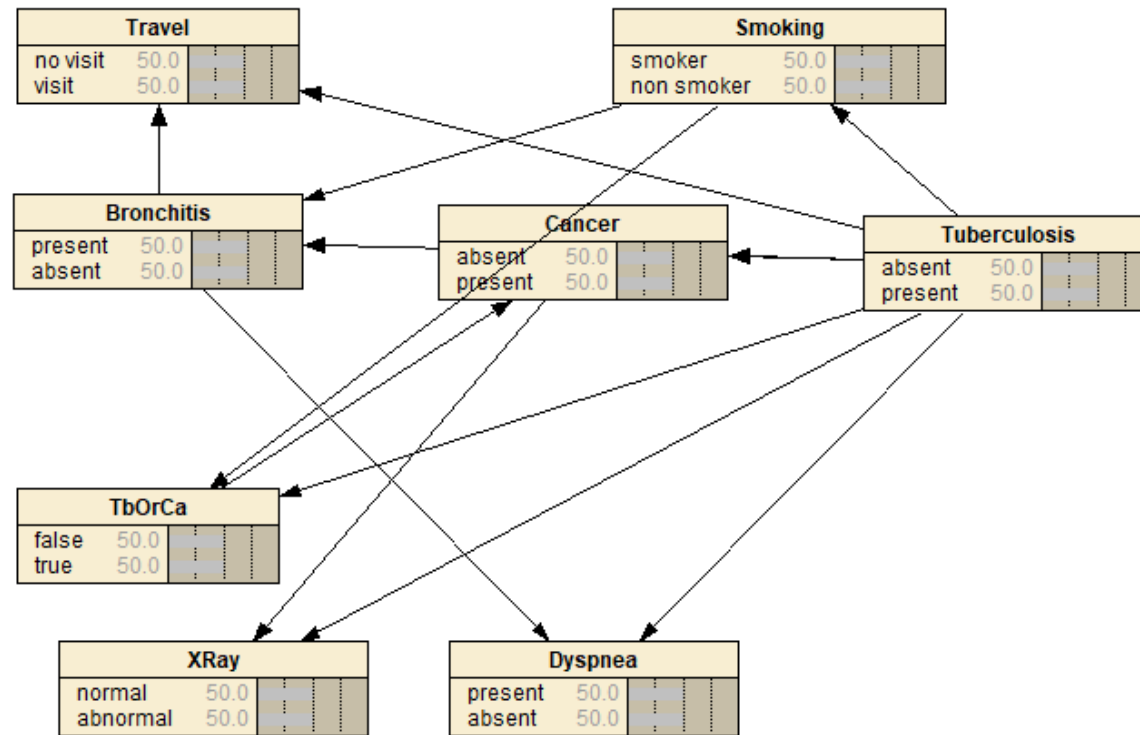 Travel
no visit 50.0
visit 50.0
Smoking
smoker 50.0
non smoker 50.0
Bronchitis
present 50.0
absent 50.0
Cancer
absent 50.0
present 50.0
Tuberculosis
absent 50.0
present 50.0
TbOrCa
false 50.0
true 50.0
XRay
normal 50.0
abnormal 50.0
Dyspnea
present 50.0
absent 50.0